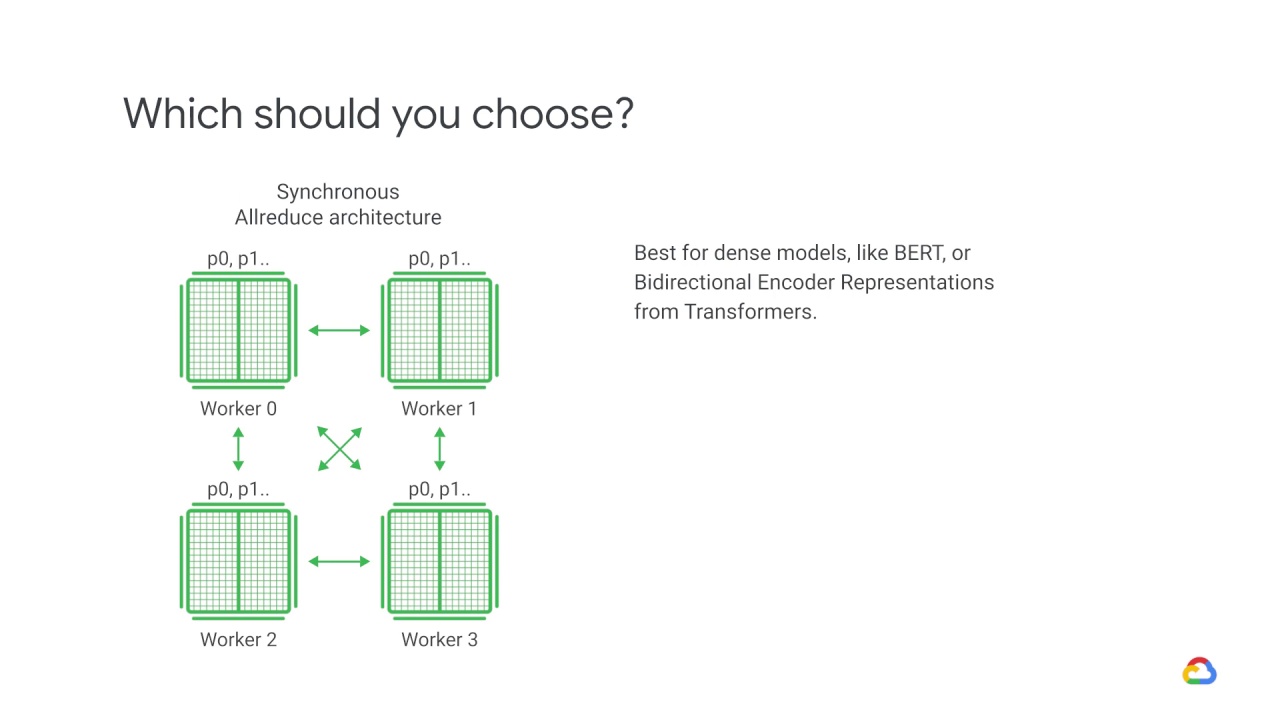 Which should you choose?
Synchronous
Allreduce architecture
p0, p1..
p0, p1..
Worker 0
Worker 1
p0, p1..
p0, p1..
Worker 2
Worker 3
Best for dense models, like BERT, or
Bidirectional Encoder Representations
from Transformers.